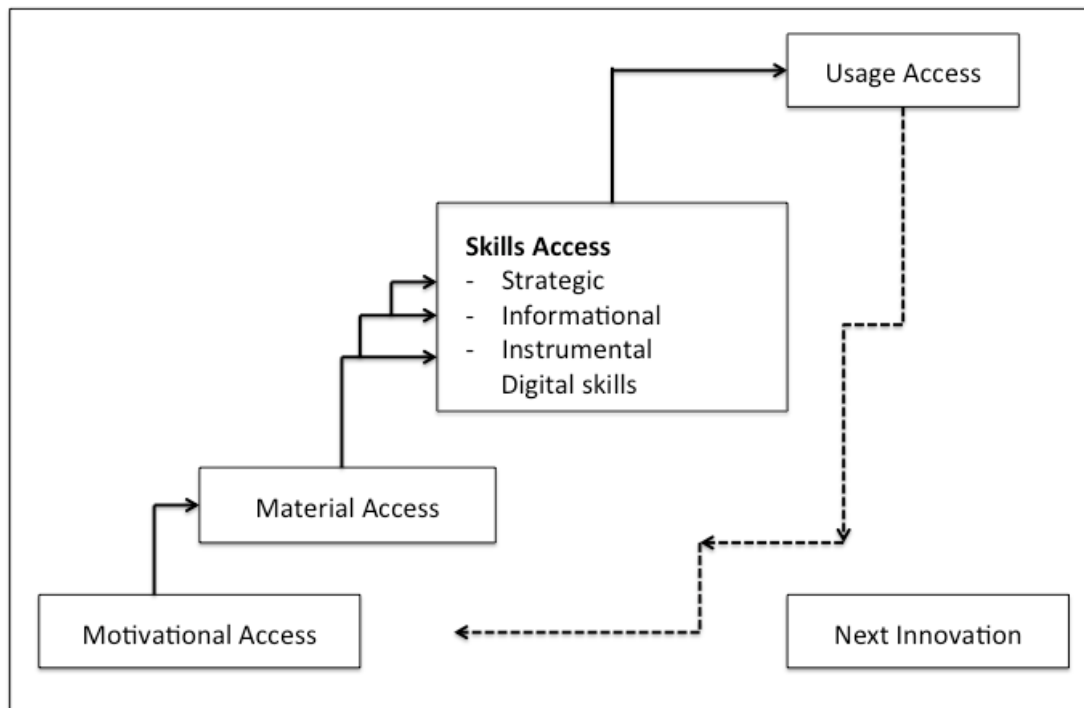 Usage Access
Skills Access
- Strategic
- Informational
- Instrumental
Digital skills
Material Access
Motivational Access
Next Innovation